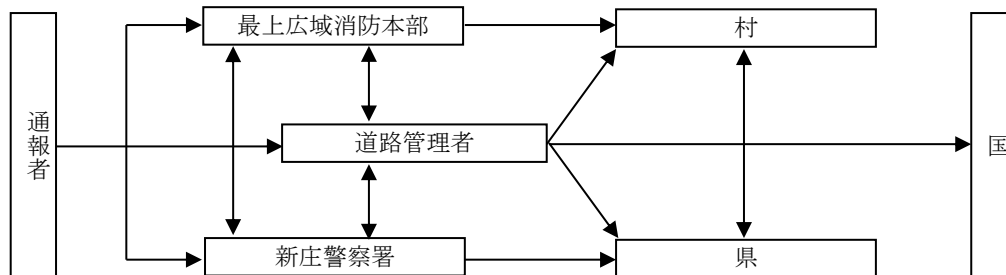 最上広域消防本部
村
通報者
道路管理者
国
新庄警察署
県